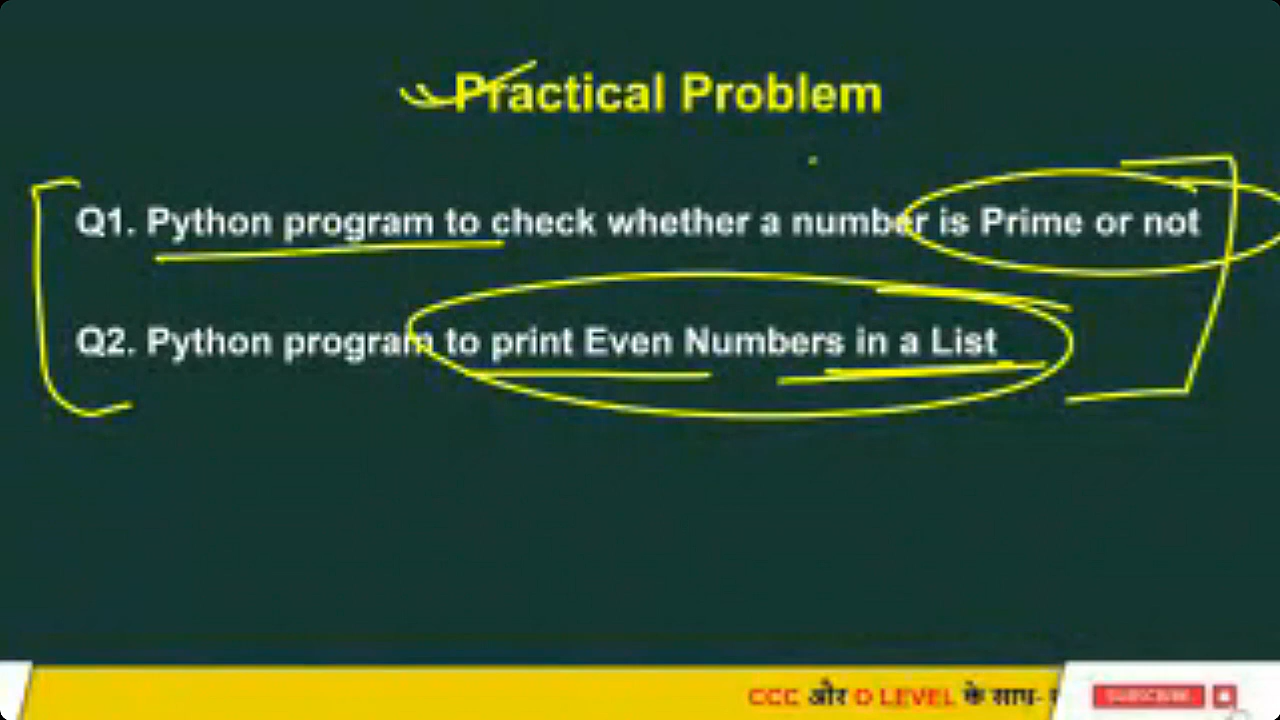 Practical Problem
Q1. Python program to check whether a number is Prime or not
Q2. Python program to print Even Numbers in a List
CCC और O LEVEL के साथ-
SUBSCRIBE